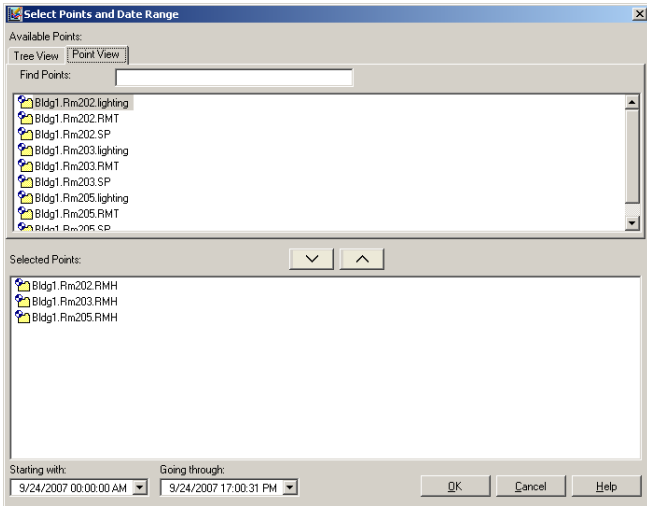 Select Points and Date Range
Available Points:
Tree View Point View
Find Points:
Bldg1.Rm202.lighting
Bldg1.Rm202.RMT
Bldg1.Rm202.SP
Bldg1.Rm203.lighting
Bldg1.Rm203.RMT
Bldg1.Rm203.SP
Bldg1.Rm205.lighting
Bldg1.Rm205.RMT
Bldg1.Rm205.SP
Selected Points:
Bldg1.Rm202.RMH
Bldg1.Rm203.RMH
Bldg1.Rm205.RMH
Starting with: Going through:
9/24/2007 00:00:00 AM 9/24/2007 17:00:31 PM OK Cancel Help